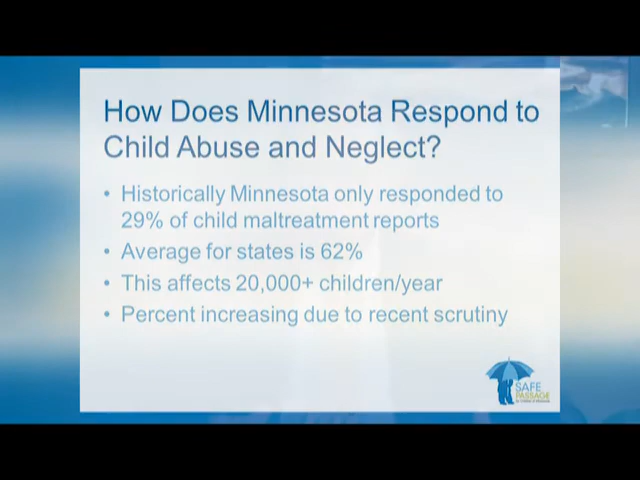 How Does Minnesota Respond to
Child Abuse and Neglect?
• Historically Minnesota only responded to
29% of child maltreatment reports
• Average for states is 62%
• This affects 20,000+ children/year
• Percent increasing due to recent scrutiny
SAFE
PASSAGE